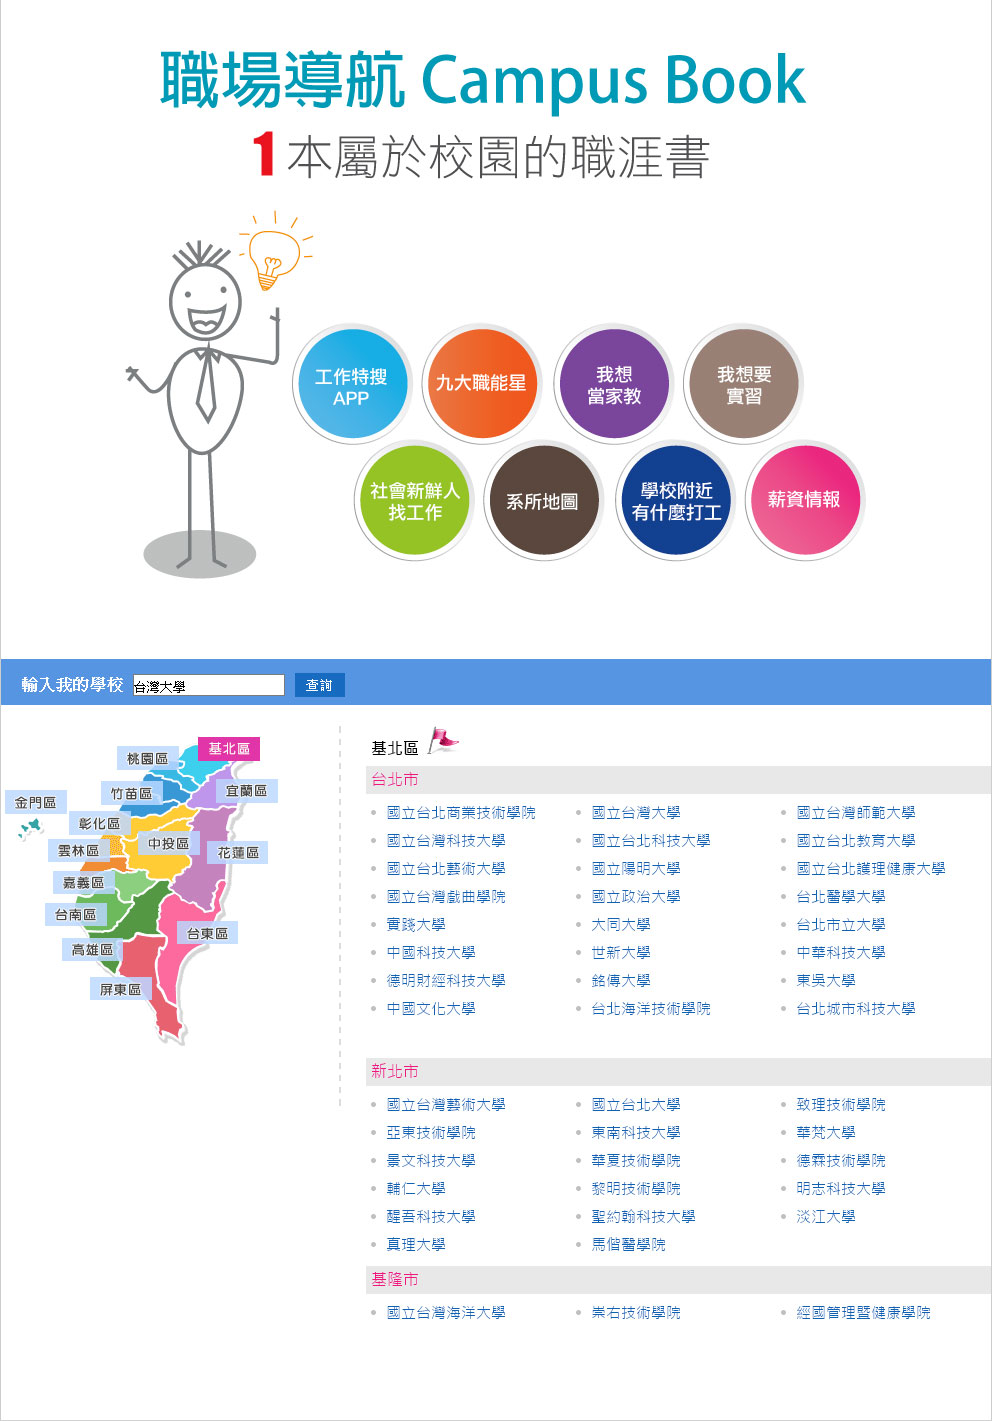 職場導航 Campus Book
1本屬於校園的職涯書
工作特搜
APP
九大職能星
我想
當家教
我想要
實習
社會新鮮人
找工作
系所地圖
學校附近
有什麼打工
薪資情報
輸入我的學校 台灣大學 查詢
基北區
桃園區
宜蘭區
竹苗區
金門區
彰化區
中投區
雲林區
花蓮區
嘉義區
台南區
台東區
高雄區
屏東區
基北區
台北市
國立台北商業技術學院 國立台灣大學 國立台灣師範大學
國立台灣科技大學 國立台北科技大學 國立台北教育大學
國立台北藝術大學 國立陽明大學 國立台北護理健康大學
國立台灣戲曲學院 國立政治大學 台北醫學大學
實踐大學 大同大學 台北市立大學
中國科技大學 世新大學 中華科技大學
德明財經科技大學 銘傳大學 東吳大學
中國文化大學 台北海洋技術學院 台北城市科技大學
新北市
國立台灣藝術大學 國立台北大學 致理技術學院
亞東技術學院 東南科技大學 華梵大學
景文科技大學 華夏技術學院 德霖技術學院
輔仁大學 黎明技術學院 明志科技大學
醒吾科技大學 聖約翰科技大學 淡江大學
真理大學 馬偕醫學院
基隆市
國立台灣海洋大學 崇右技術學院 經國管理暨健康學院